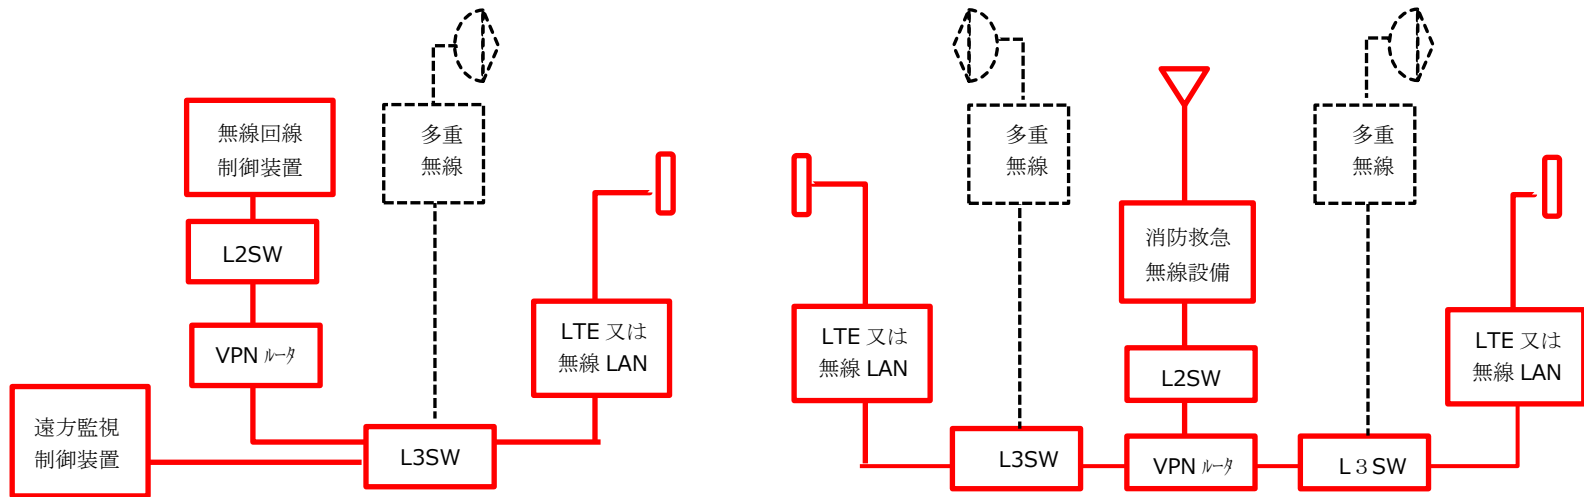 無線回線
制御装置
L2SW
VPN ﾙｰﾀ
遠方監視
制御装置
多重
無線
L3SW
LTE 又は
無線 LAN
LTE 又は
無線 LAN
多重
無線
L3SW
消防救急
無線設備
L2SW
VPN ﾙｰﾀ
多重
無線
L３SW
LTE 又は
無線 LAN